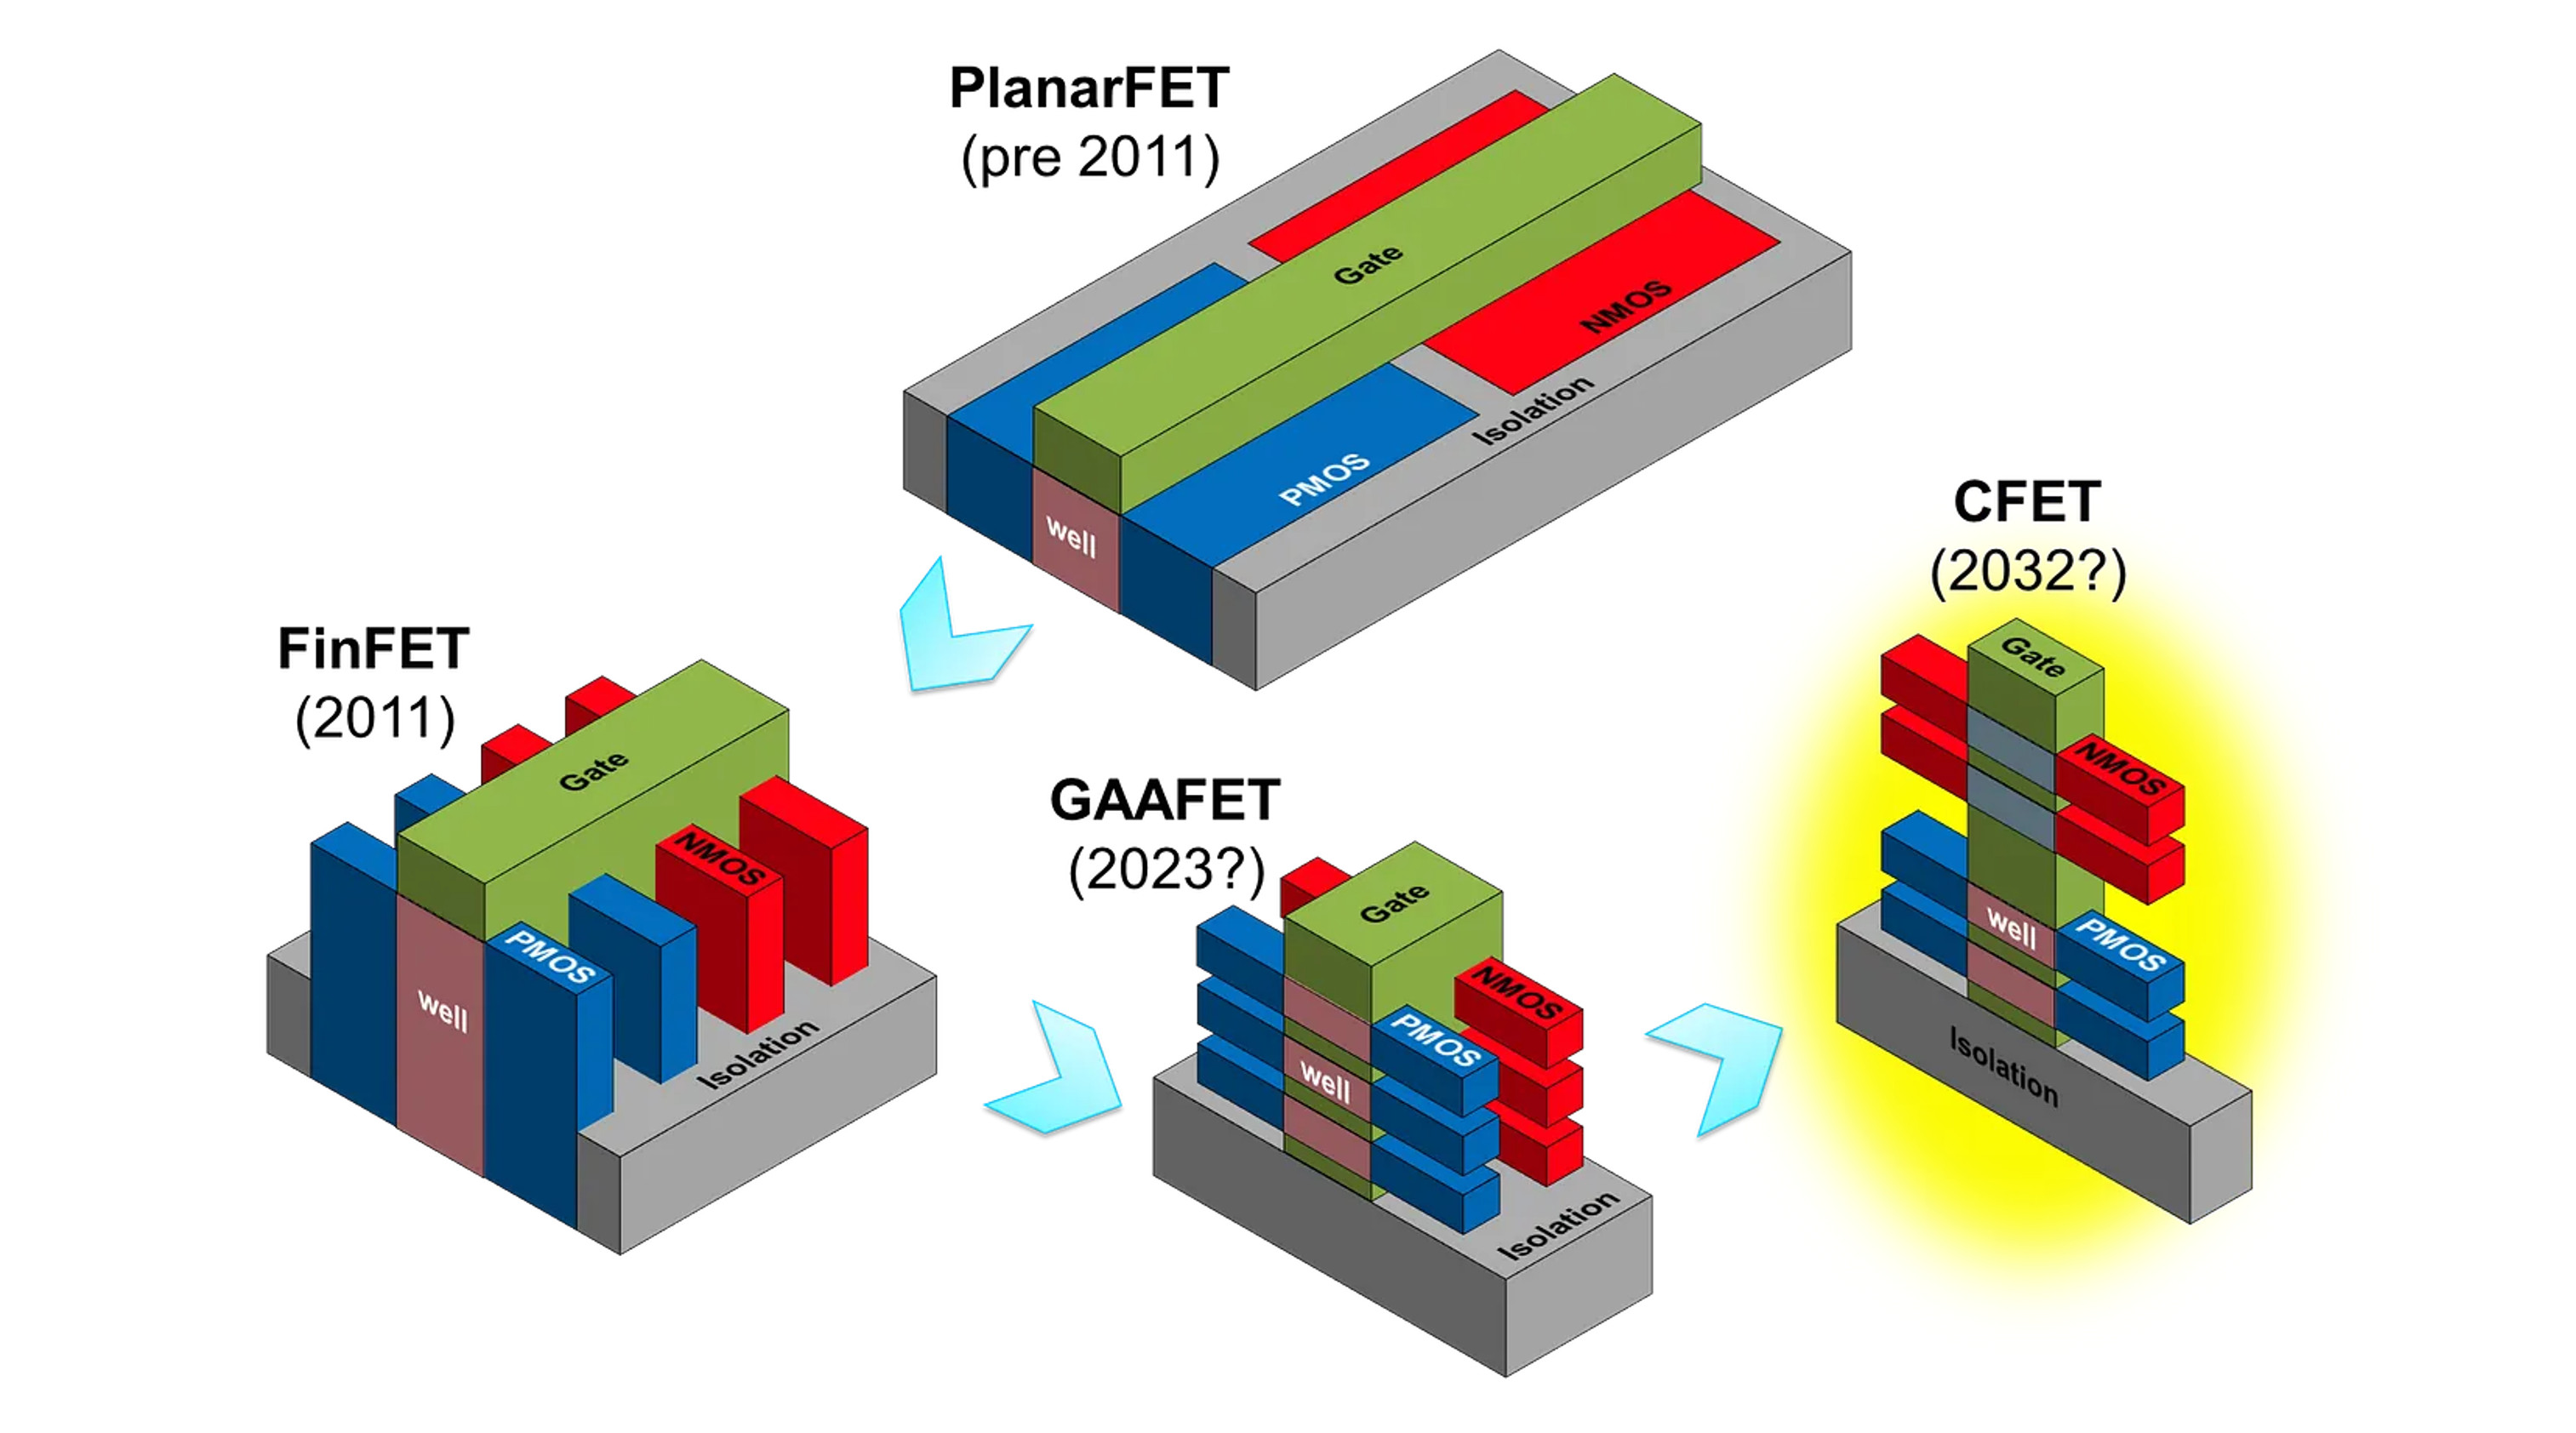 PlanarFET
(pre 2011)
Gate
NMOS
Isolation
PMOS
well
FinFET
(2011)
Gate
NMOS
PMOS
well
Isolation
GAAFET
(2023?)
Gate
NMOS
PMOS
well
Isolation
CFET
(2032?)
Gate
NMOS
well
PMOS
Isolation